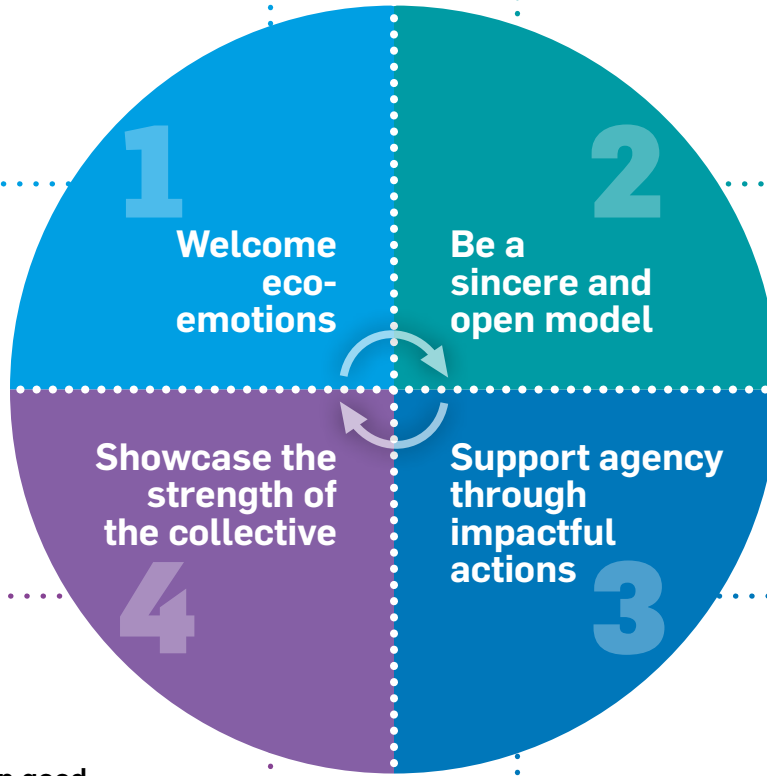 1
Welcome
eco-
emotions
2
Be a
sincere and
open model
Showcase the
strength of
the collective
4
Support agency
through
impactful
actions
3
good